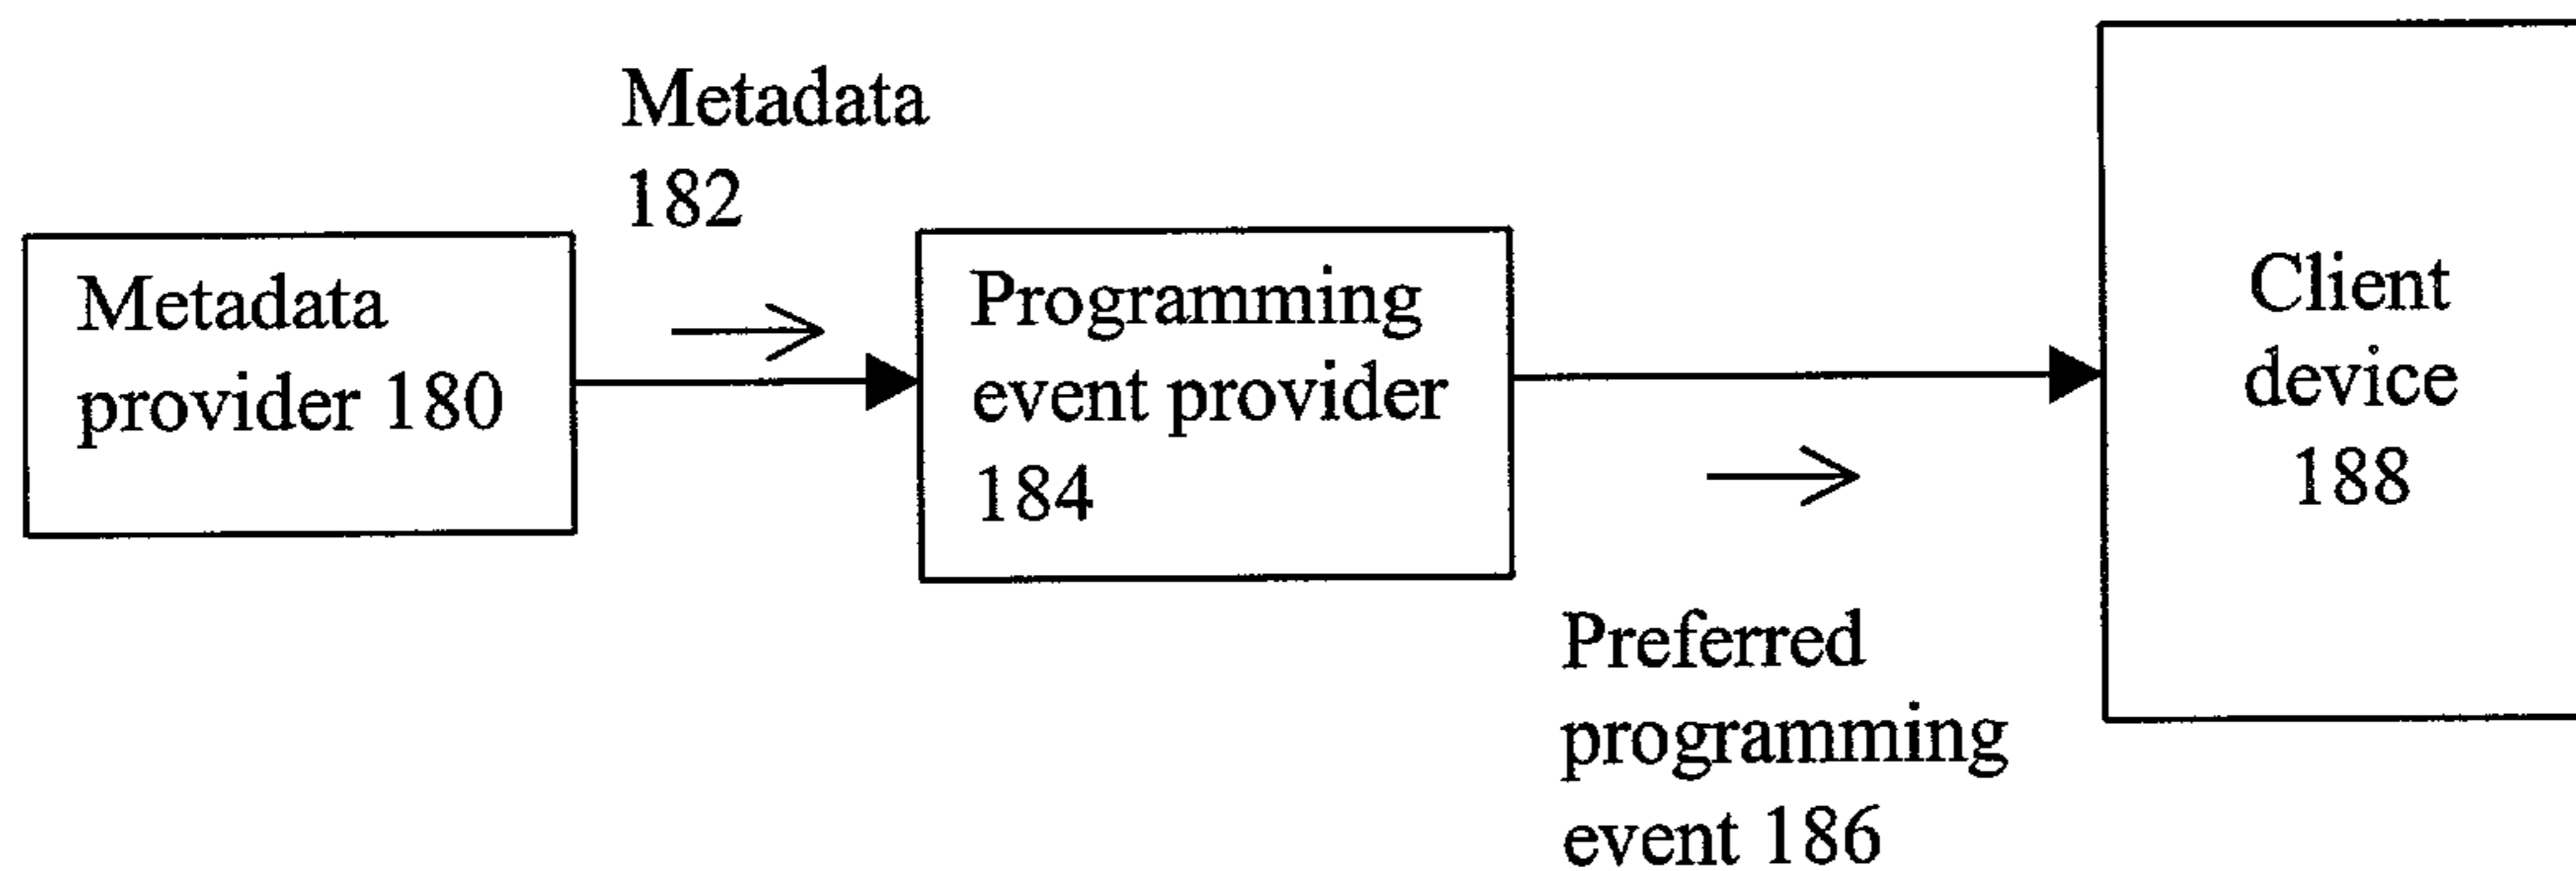 Metadata
182
Metadata
provider 180
Programming
event provider
184
Client
device
188
Preferred
programming
event 186